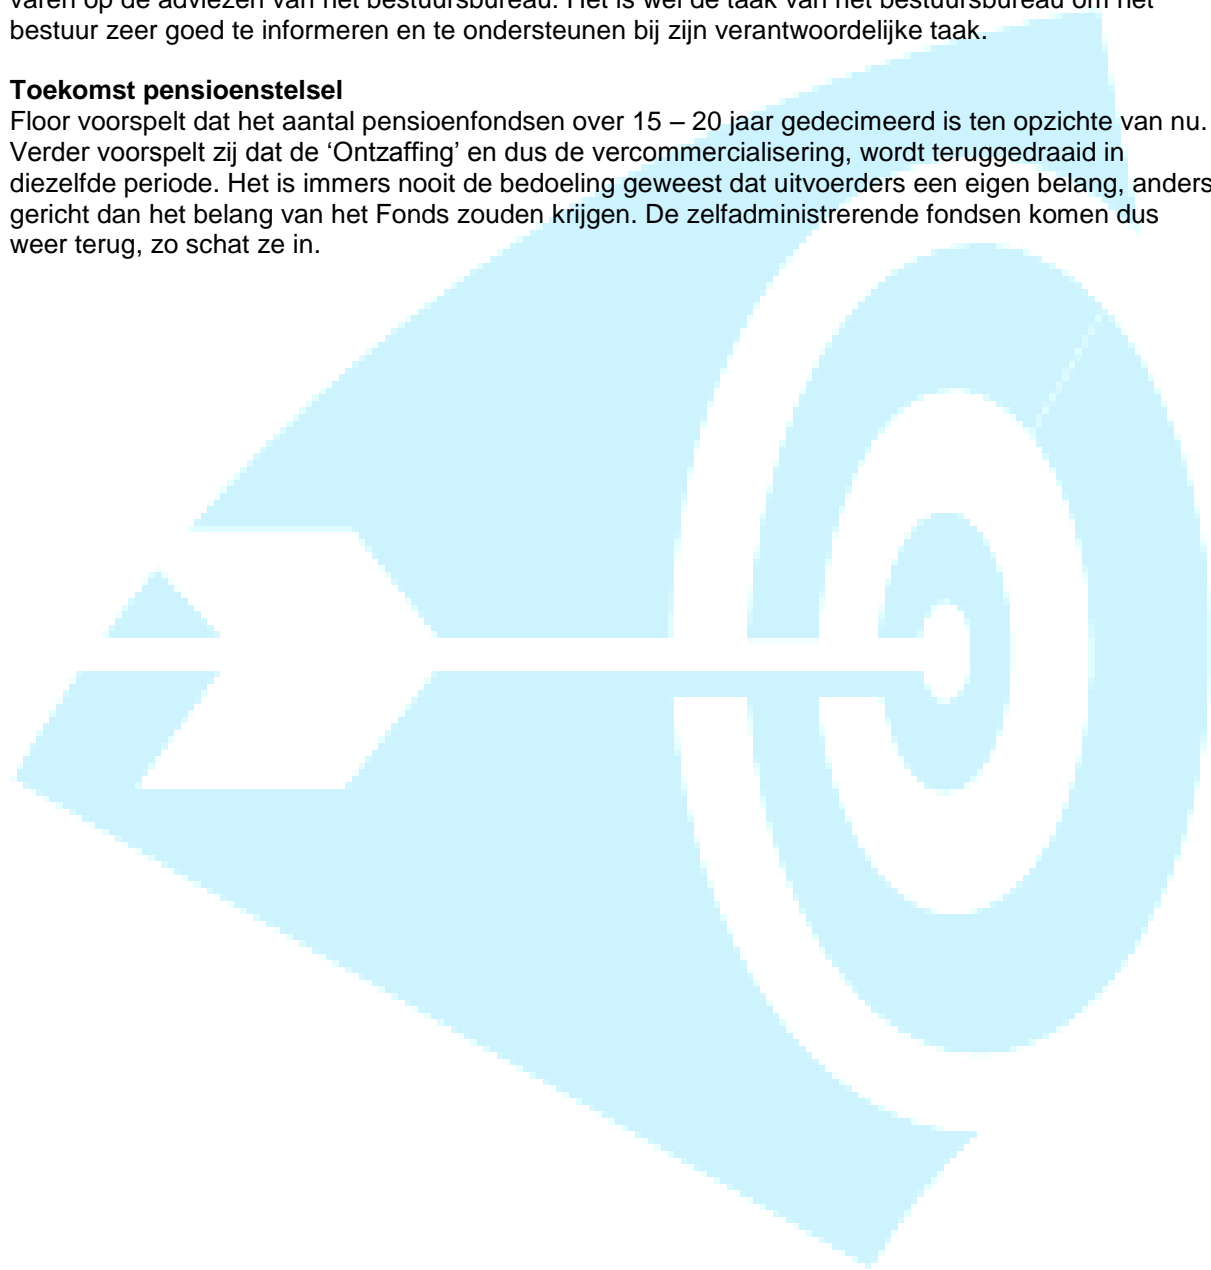 varen op de adviezen van het bestuursbureau. Het is wel de taak van het bestuursbureau om het
bestuur zeer goed te informeren en te ondersteunen bij zijn verantwoordelijke taak.
Toekomst pensioenstelsel
Floor voorspelt dat het aantal pensioenfondsen over 15 – 20 jaar gedecimeerd is ten opzichte van nu.
Verder voorspelt zij dat de ‘Ontzaffing’ en dus de vercommercialisering, wordt teruggedraaid in
diezelfde periode. Het is immers nooit de bedoeling geweest dat uitvoerders een eigen belang, anders
gericht dan het belang van het Fonds zouden krijgen. De zelfadministrerende fondsen komen dus
weer terug, zo schat ze in.